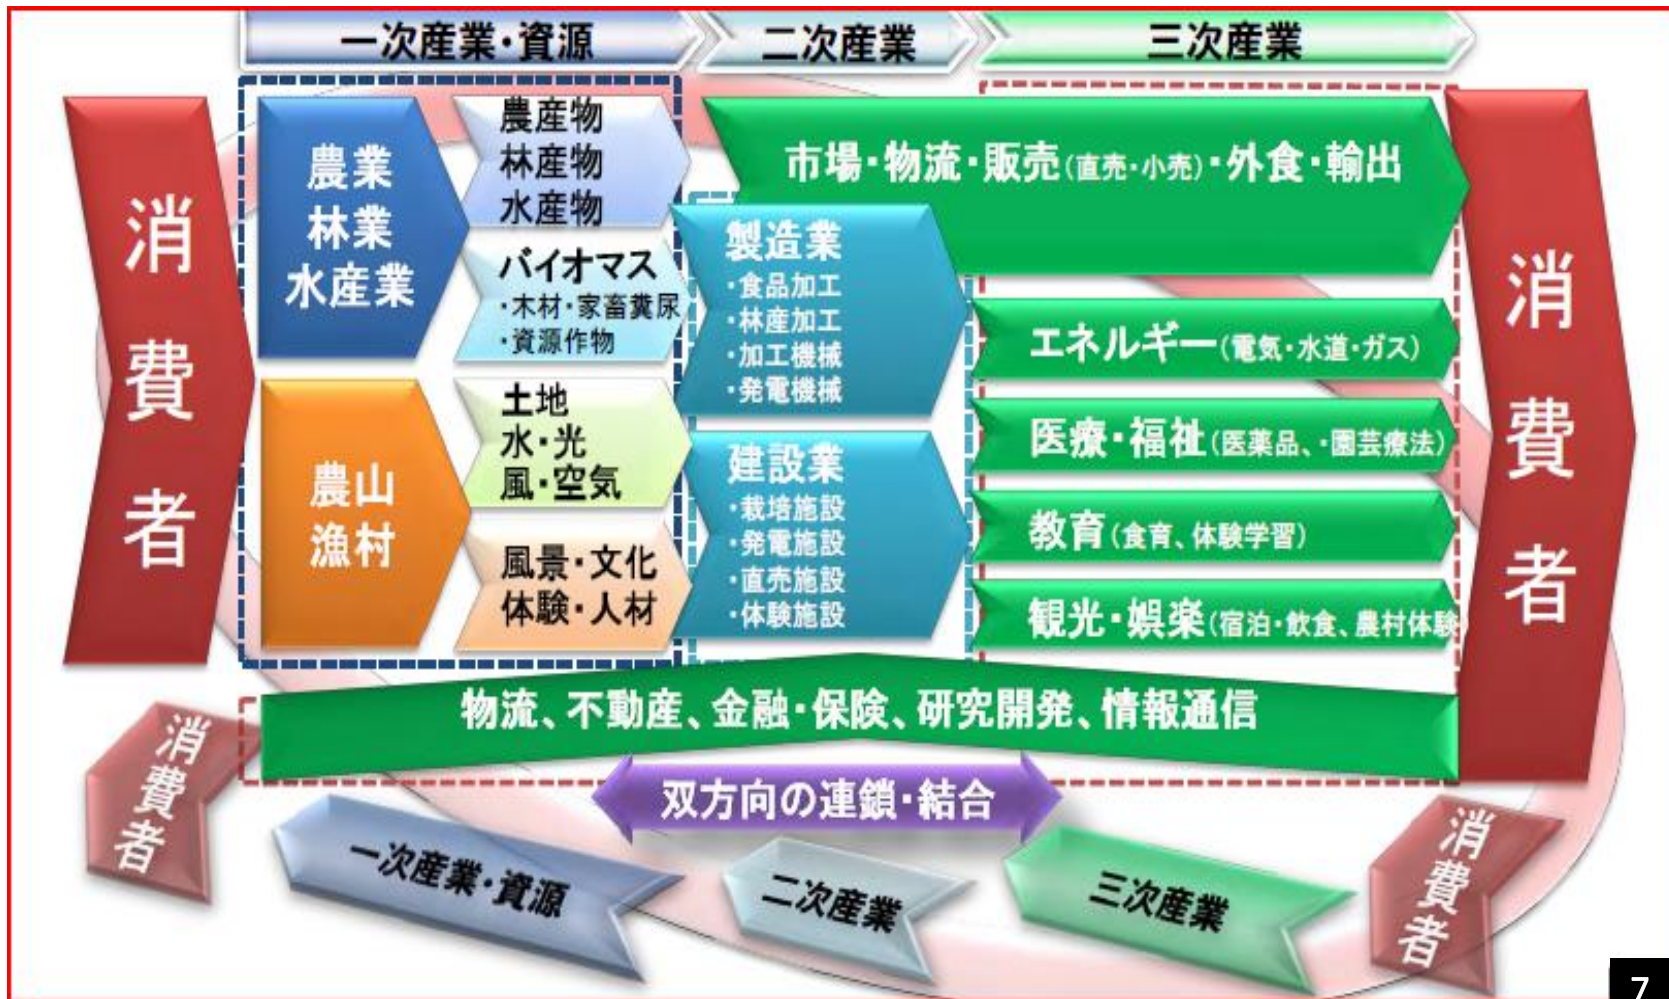 一次産業・資源
二次産業
三次産業
消費者
農業
林業
水産業
農産物
林産物
水産物
バイオマス
・木材・家畜糞尿
・資源作物
農山
漁村
土地
水・光
風・空気
風景・文化
体験・人材
製造業
・食品加工
・林産加工
・加工機械
・発電機械
建設業
・栽培施設
・発電施設
・直売施設
・体験施設
市場・物流・販売(直売・小売)・外食・輸出
エネルギー(電気・水道・ガス)
医療・福祉(医薬品、・園芸療法)
教育(食育、体験学習)
観光・娯楽(宿泊・飲食、農村体験
消費者
物流、不動産、金融・保険、研究開発、情報通信
双方向の連鎖・結合
消費者
一次産業・資源
二次産業
三次産業
消費者
7